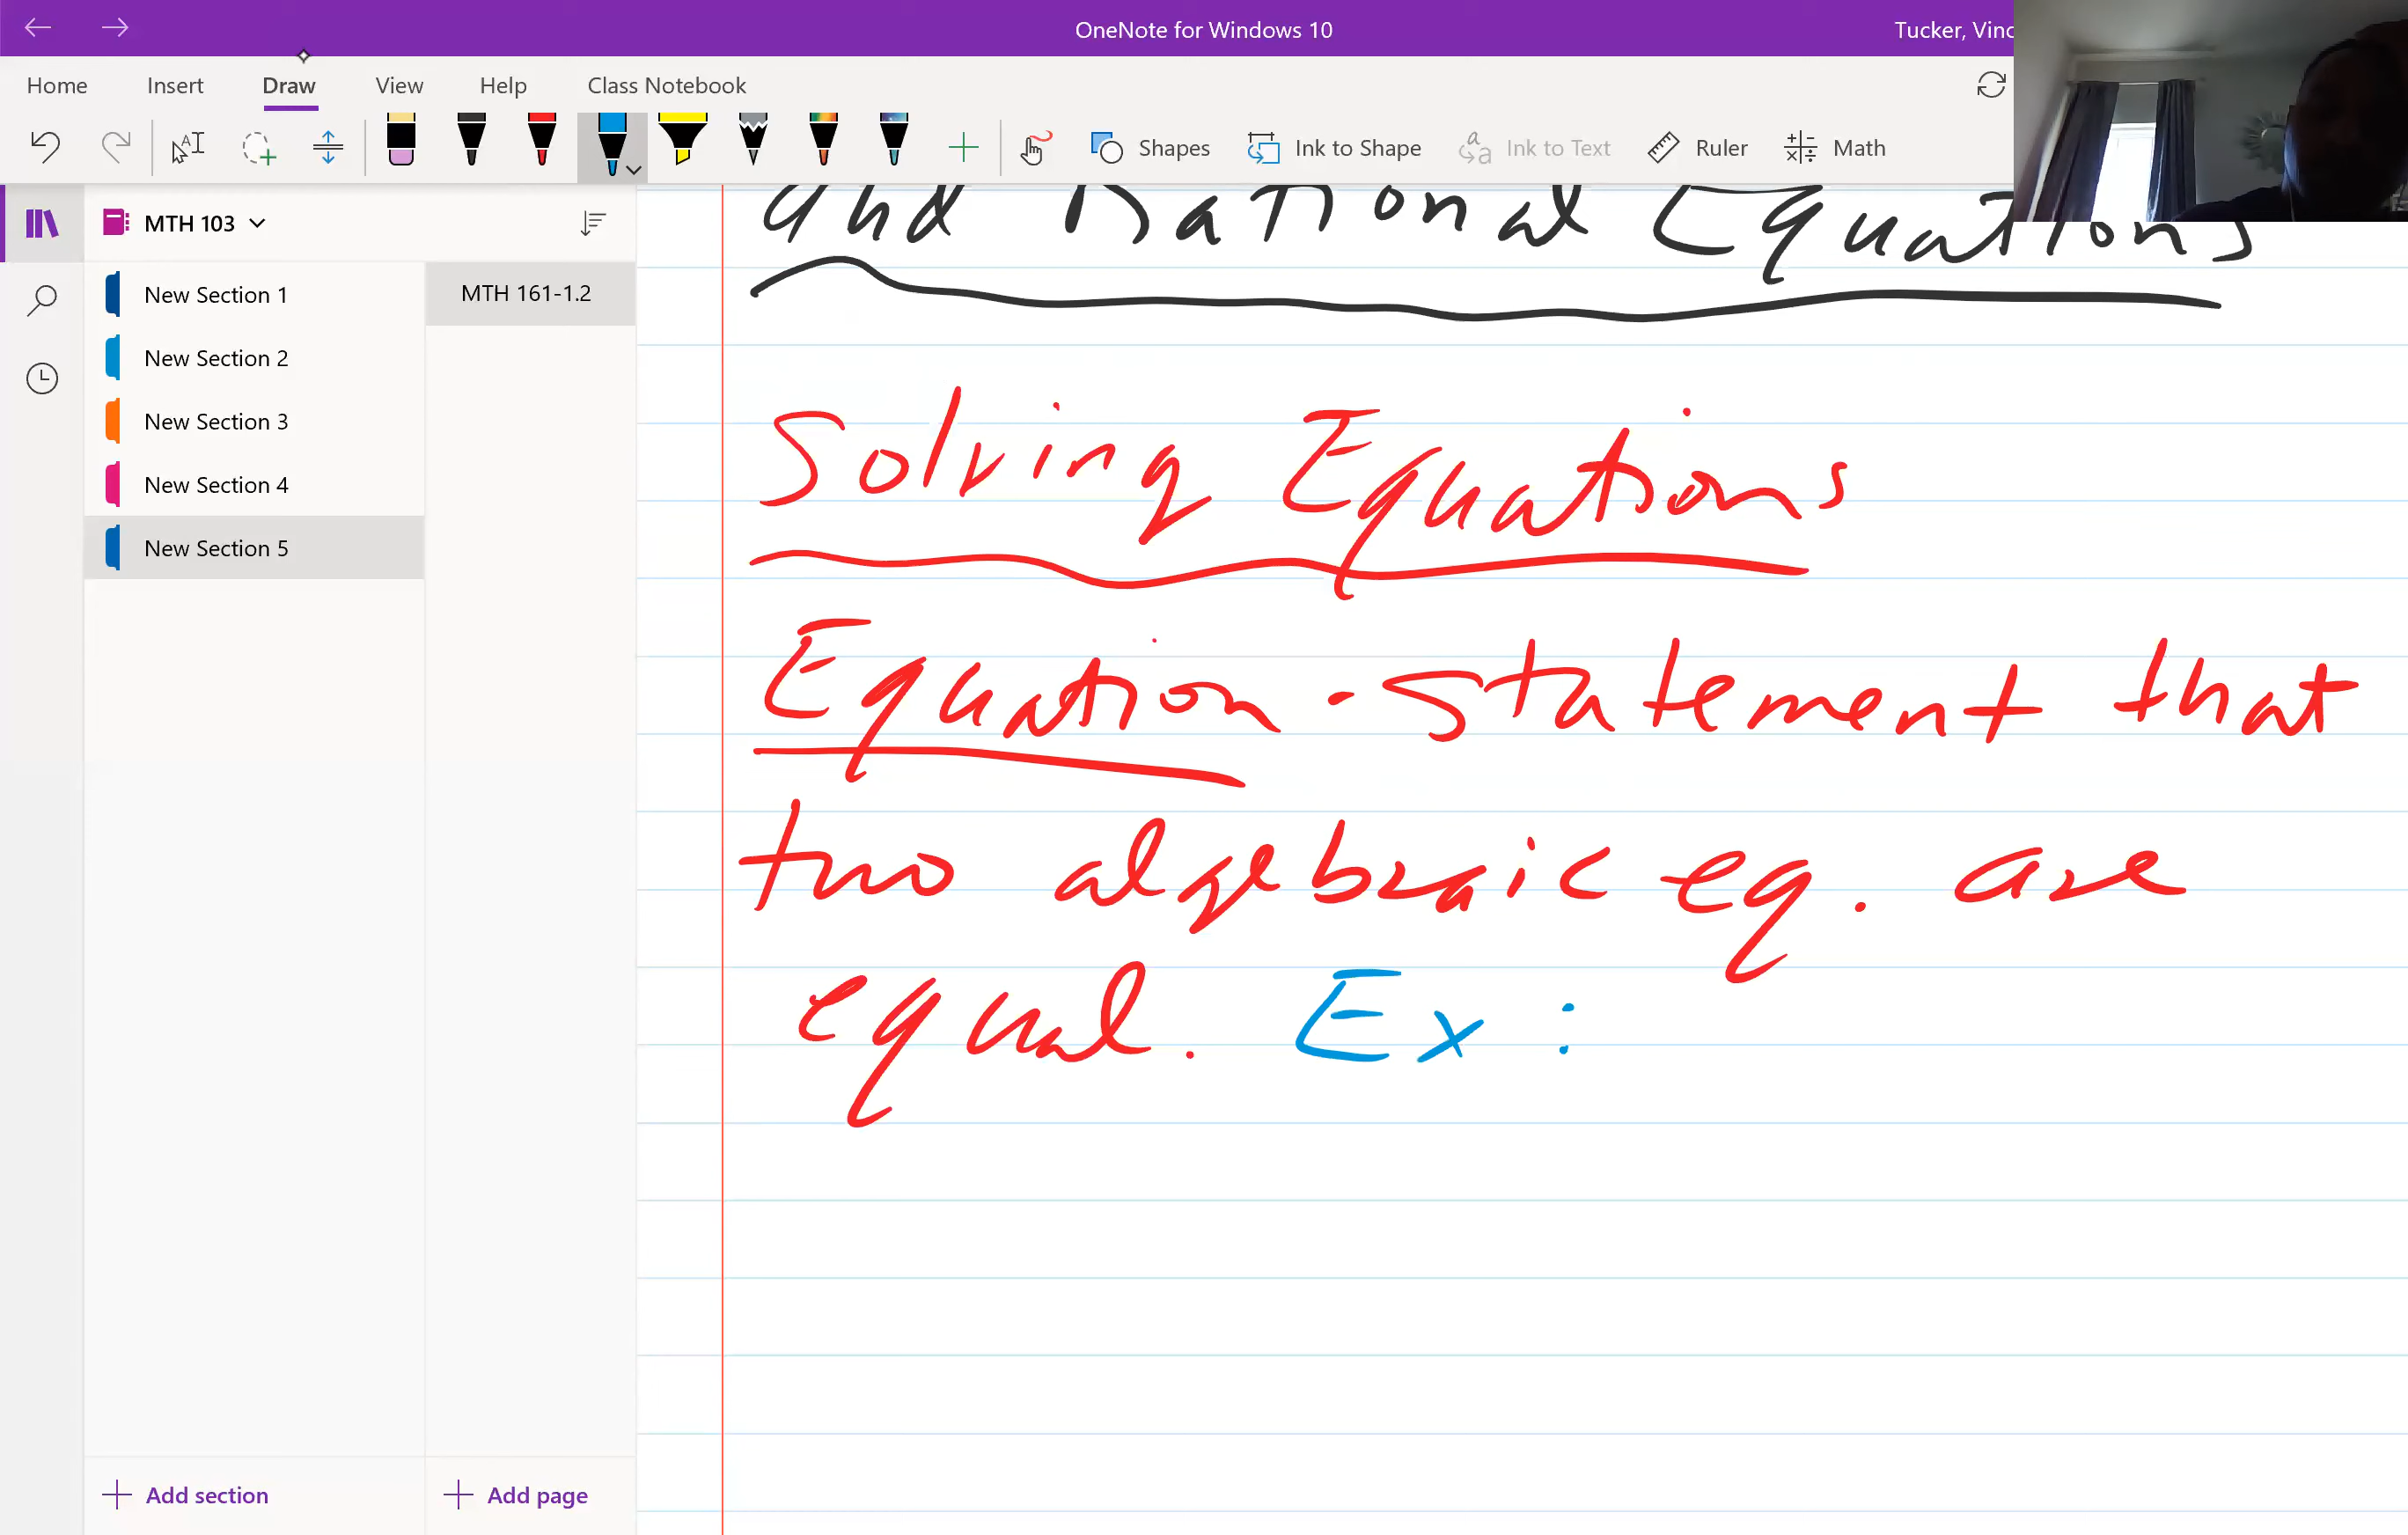 OneNote for Windows 10
Tucker, Vinc
Home Insert Draw View Help Class Notebook
Shapes Ink to Shape Ink to Text Ruler Math
MTH 103
New Section 1
New Section 2
New Section 3
New Section 4
New Section 5
MTH 161-1.2
Add section
Add page
and Rational Equations
Solving Equations
Equation - statement that
two algebraic eq. are
equal. Ex :